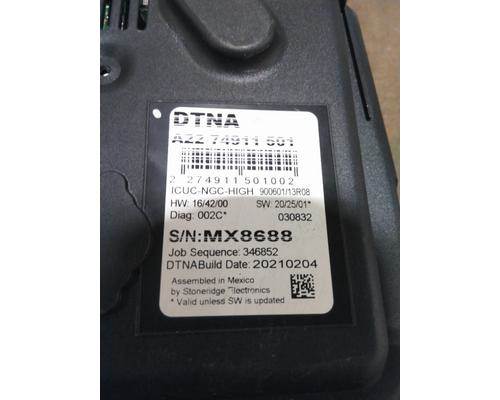 DTNA
A22 74911 501
2 274911501002
ICUC-NGC-HIGH 900601/13R08
HW: 16/42/00 SW: 20/25/01*
Diag: 002C* 030832
S/N:MX8688
Job Sequence: 346852
DTNABuild Date: 20210204
Assembled in Mexico
by Stoneridge Electronics
* Valid unless SW is updated